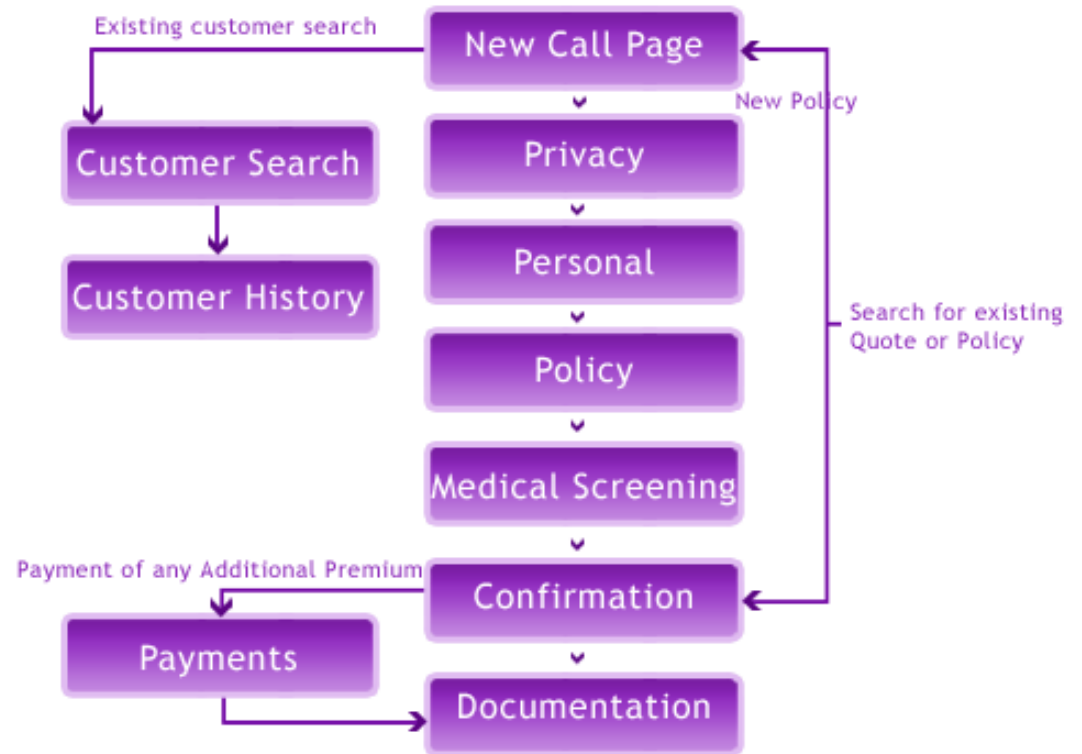 Existing customer search
New Call Page
New Policy
Customer Search
Privacy
Customer History
Personal
Search for existing
Quote or Policy
Policy
Medical Screening
Payment of any Additional Premium
Confirmation
Payments
Documentation